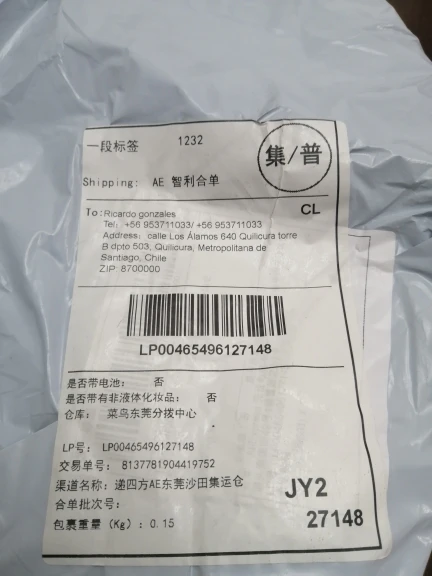 一段标签 1232
集/普
Shipping: AE 智利合单
CL
To: Ricardo gonzales
Tel: +56 953711033/ +56 953711033
Address: calle Los Álamos 640 Quilicura torre
B dpto 503, Quilicura, Metropolitana de
Santiago, Chile
ZIP: 8700000
LP00465496127148
是否带电池: 否
是否带有非液体化妆品: 否
仓库: 菜鸟东莞分拨中心
LP号: LP00465496127148
交易单号: 8137781904419752
渠道名称: 递四方AE东莞沙田集运仓
合单批次号:
包裹重量 (Kg): 0.15
JY2
27148